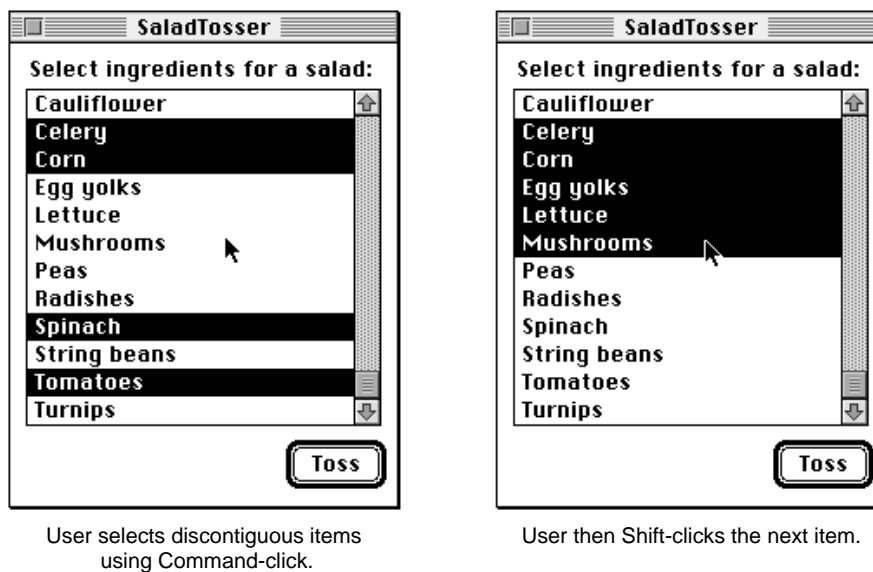 SaladTosser
Select ingredients for a salad:
Cauliflower
Celery
Corn
Egg yolks
Lettuce
Mushrooms
Peas
Radishes
Spinach
String beans
Tomatoes
Turnips
Toss
User selects discontiguous items
using Command-click.
SaladTosser
Select ingredients for a salad:
Cauliflower
Celery
Corn
Egg yolks
Lettuce
Mushrooms
Peas
Radishes
Spinach
String beans
Tomatoes
Turnips
Toss
User then Shift-clicks the next item.